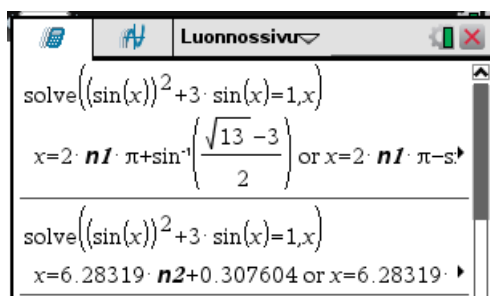 Luonnossivu
solve((sin(x))²+3·sin(x)=1,x)
x=2·n1·π+sin⁻¹((√13−3)/2) or x=2·n1·π−s
solve((sin(x))²+3·sin(x)=1,x)
x=6.28319·n2+0.307604 or x=6.28319·